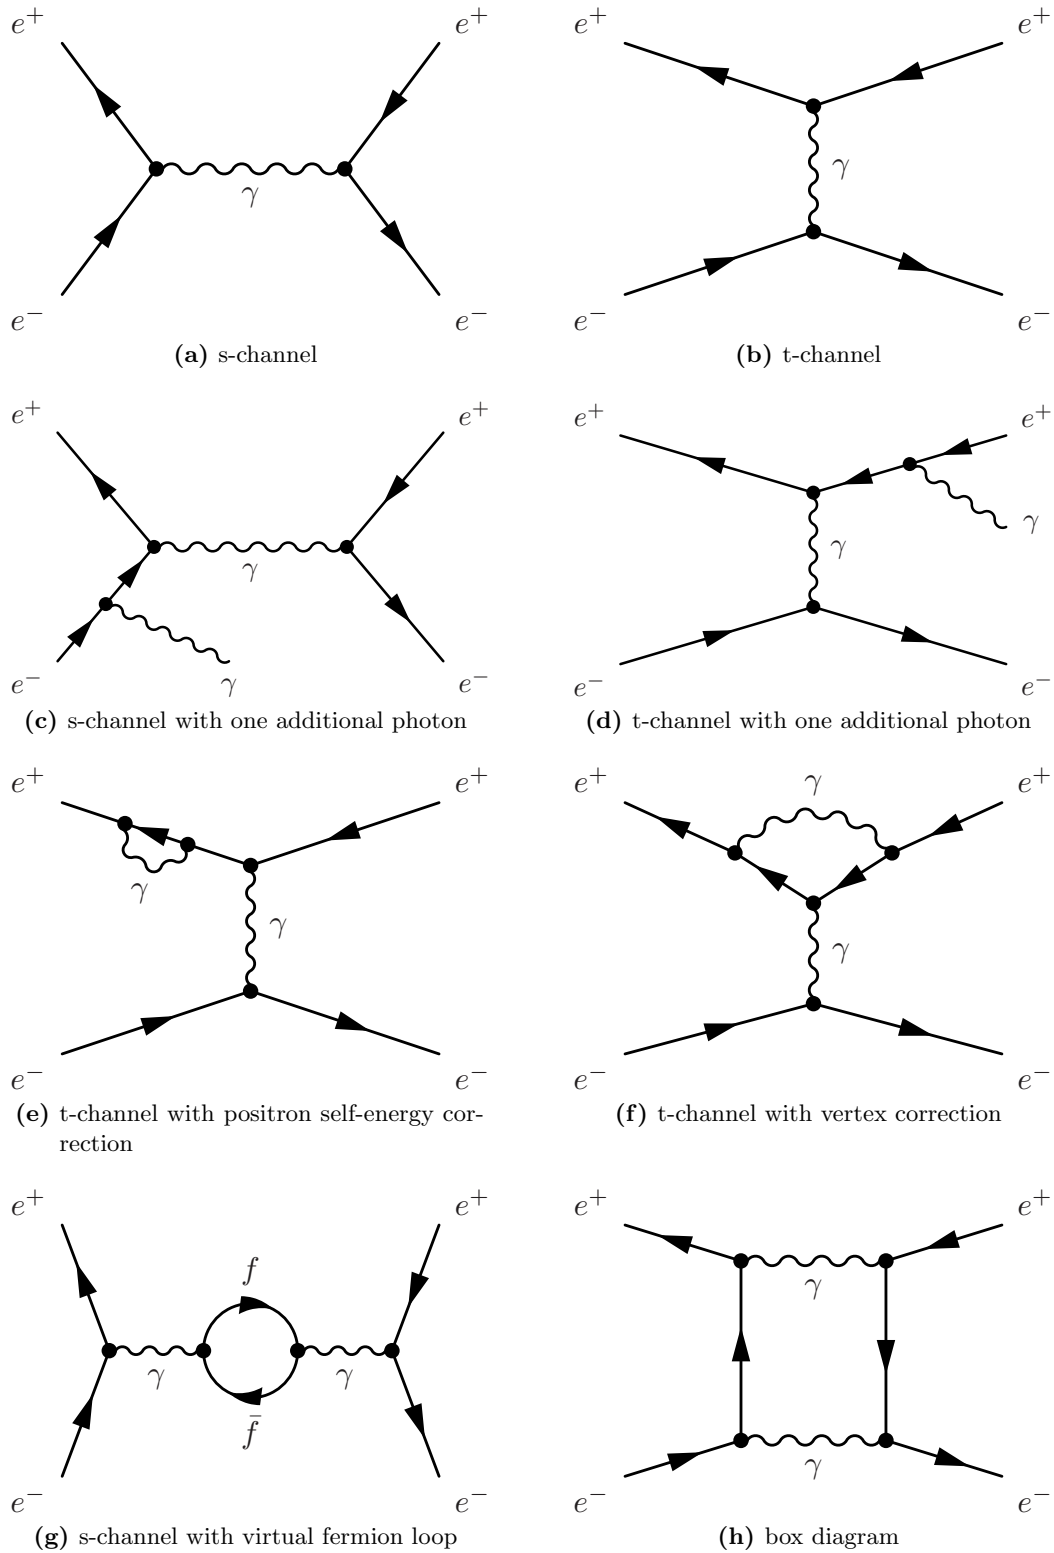 e+ e+ e+ e+
γ γ
e− e− e− e−
(a) s-channel (b) t-channel
e+ e+ e+ e+
γ γ γ
e− γ e− e− e−
(c) s-channel with one additional photon (d) t-channel with one additional photon
e+ e+ e+ γ e+
γ γ γ
e− e− e− e−
(e) t-channel with positron self-energy cor-
rection
(f) t-channel with vertex correction
e+ e+ e+ e+
f γ
γ γ
f̄ γ
e− e− e− e−
(g) s-channel with virtual fermion loop (h) box diagram